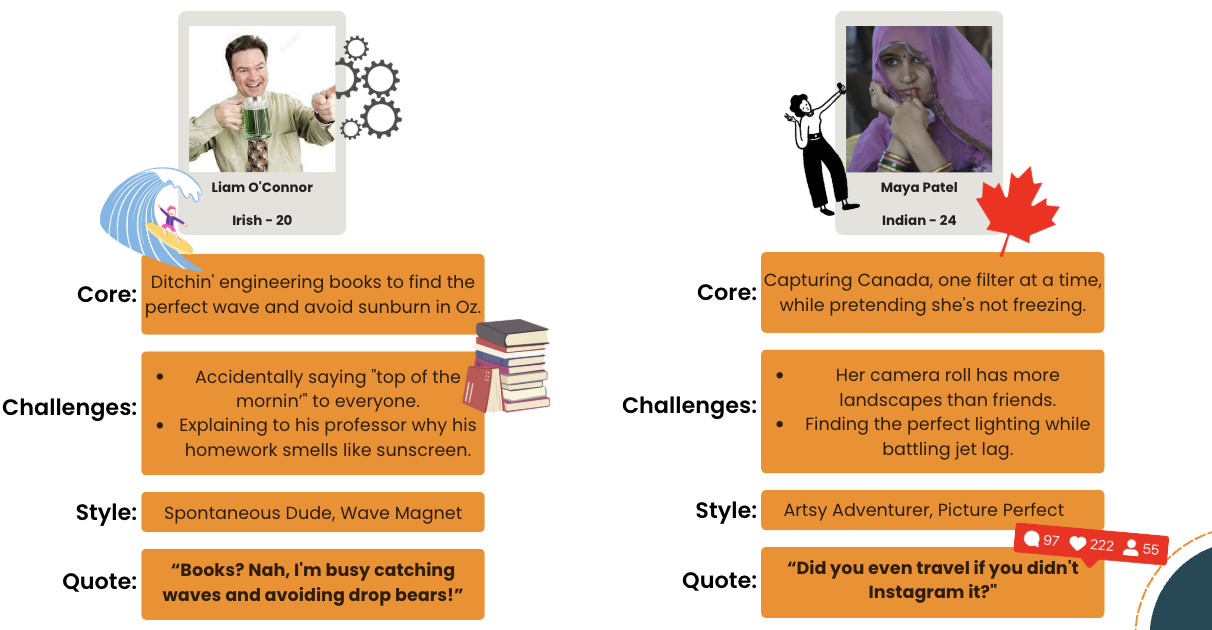 Liam O'Connor
Irish - 20
Core:
Ditchin' engineering books to find the
perfect wave and avoid sunburn in Oz.
Challenges:
• Accidentally saying "top of the
mornin'" to everyone.
• Explaining to his professor why his
homework smells like sunscreen.
Style:
Spontaneous Dude, Wave Magnet
Quote:
“Books? Nah, I'm busy catching
waves and avoiding drop bears!”
Maya Patel
Indian - 24
Core:
Capturing Canada, one filter at a time,
while pretending she's not freezing.
Challenges:
• Her camera roll has more
landscapes than friends.
• Finding the perfect lighting while
battling jet lag.
Style:
Artsy Adventurer, Picture Perfect
97 222 55
Quote:
“Did you even travel if you didn't
Instagram it?"